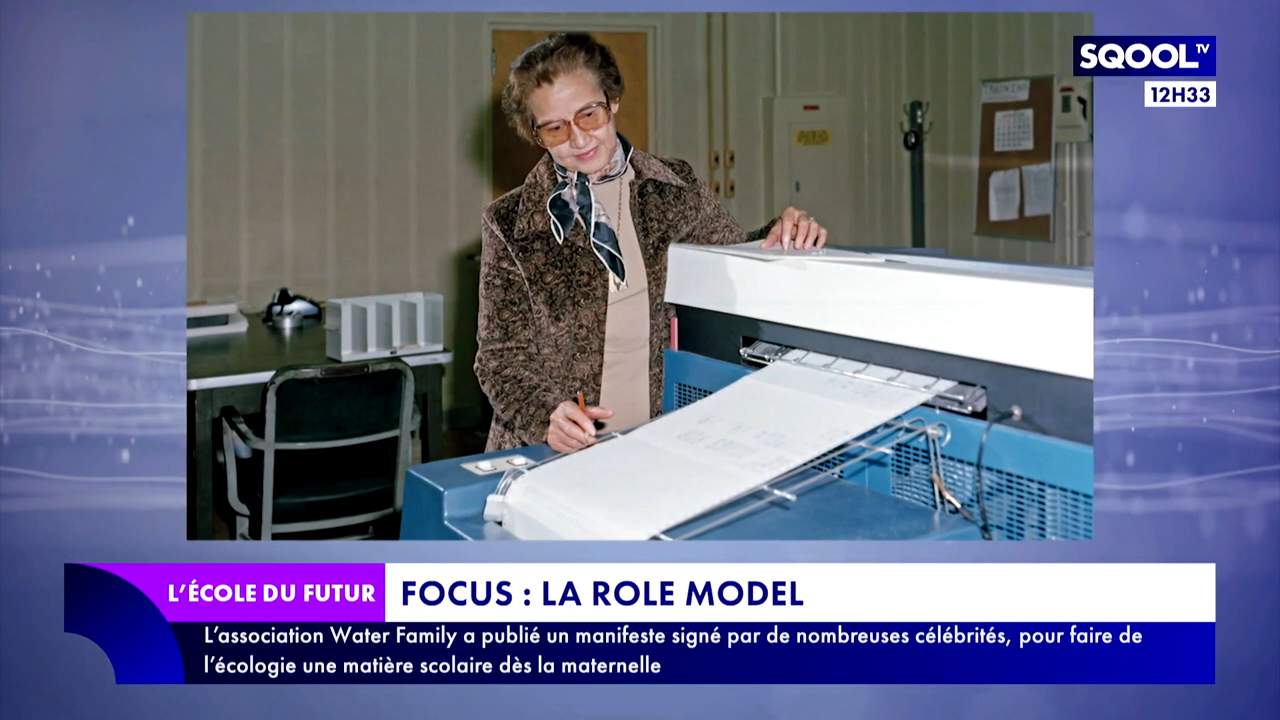 SQOOL TV
12H33
L'ÉCOLE DU FUTUR
FOCUS : LA ROLE MODEL
L'association Water Family a publié un manifeste signé par de nombreuses célébrités, pour faire de
l'écologie une matière scolaire dès la maternelle